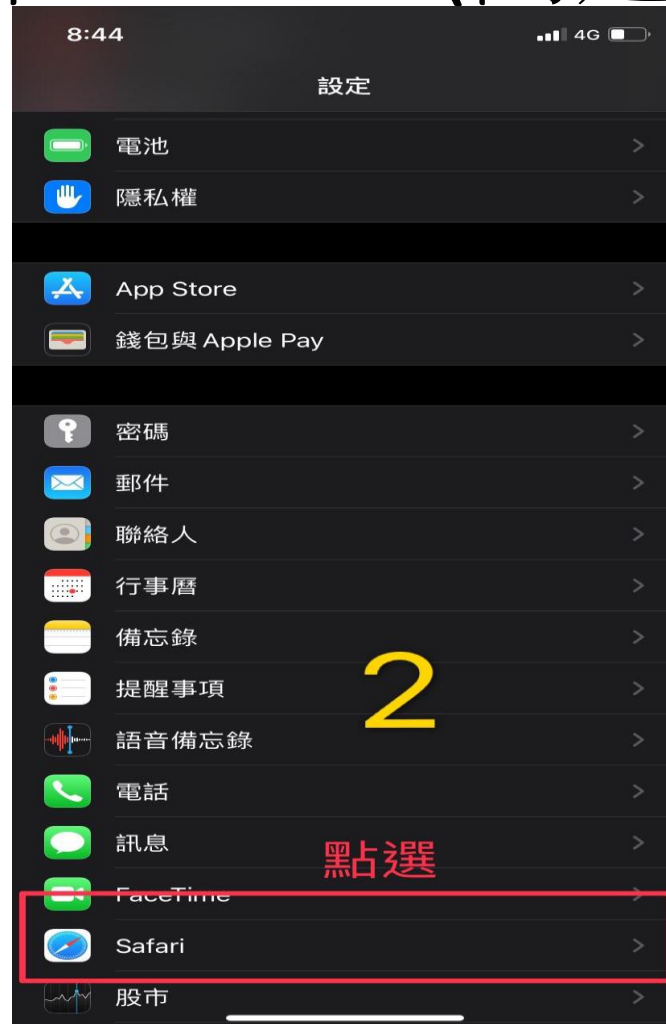 8:44 4G
設定
電池
隱私權
App Store
錢包與 Apple Pay
密碼
郵件
聯絡人
行事曆
備忘錄
提醒事項
2
語音備忘錄
電話
訊息
點選
FaceTime
Safari
股市